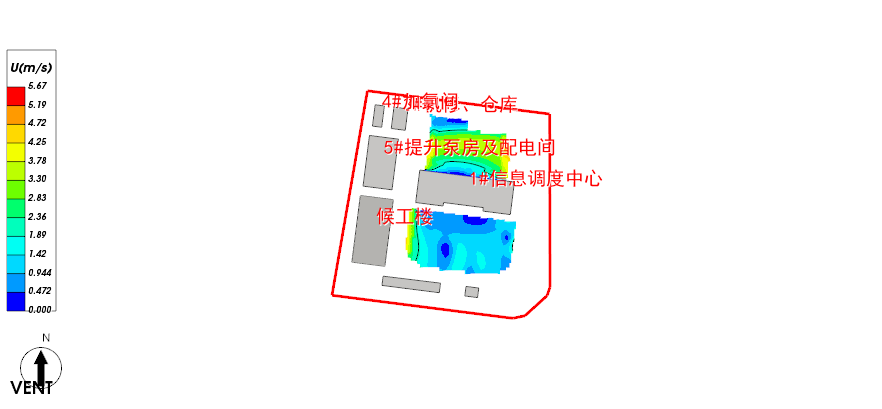 U(m/s)
5.67
5.19
4.72
4.25
3.78
3.30
2.83
2.36
1.89
1.42
0.944
0.472
0.000
N
VENT
4#加氯间、仓库
5#提升泵房及配电间
1#信息调度中心
候工楼